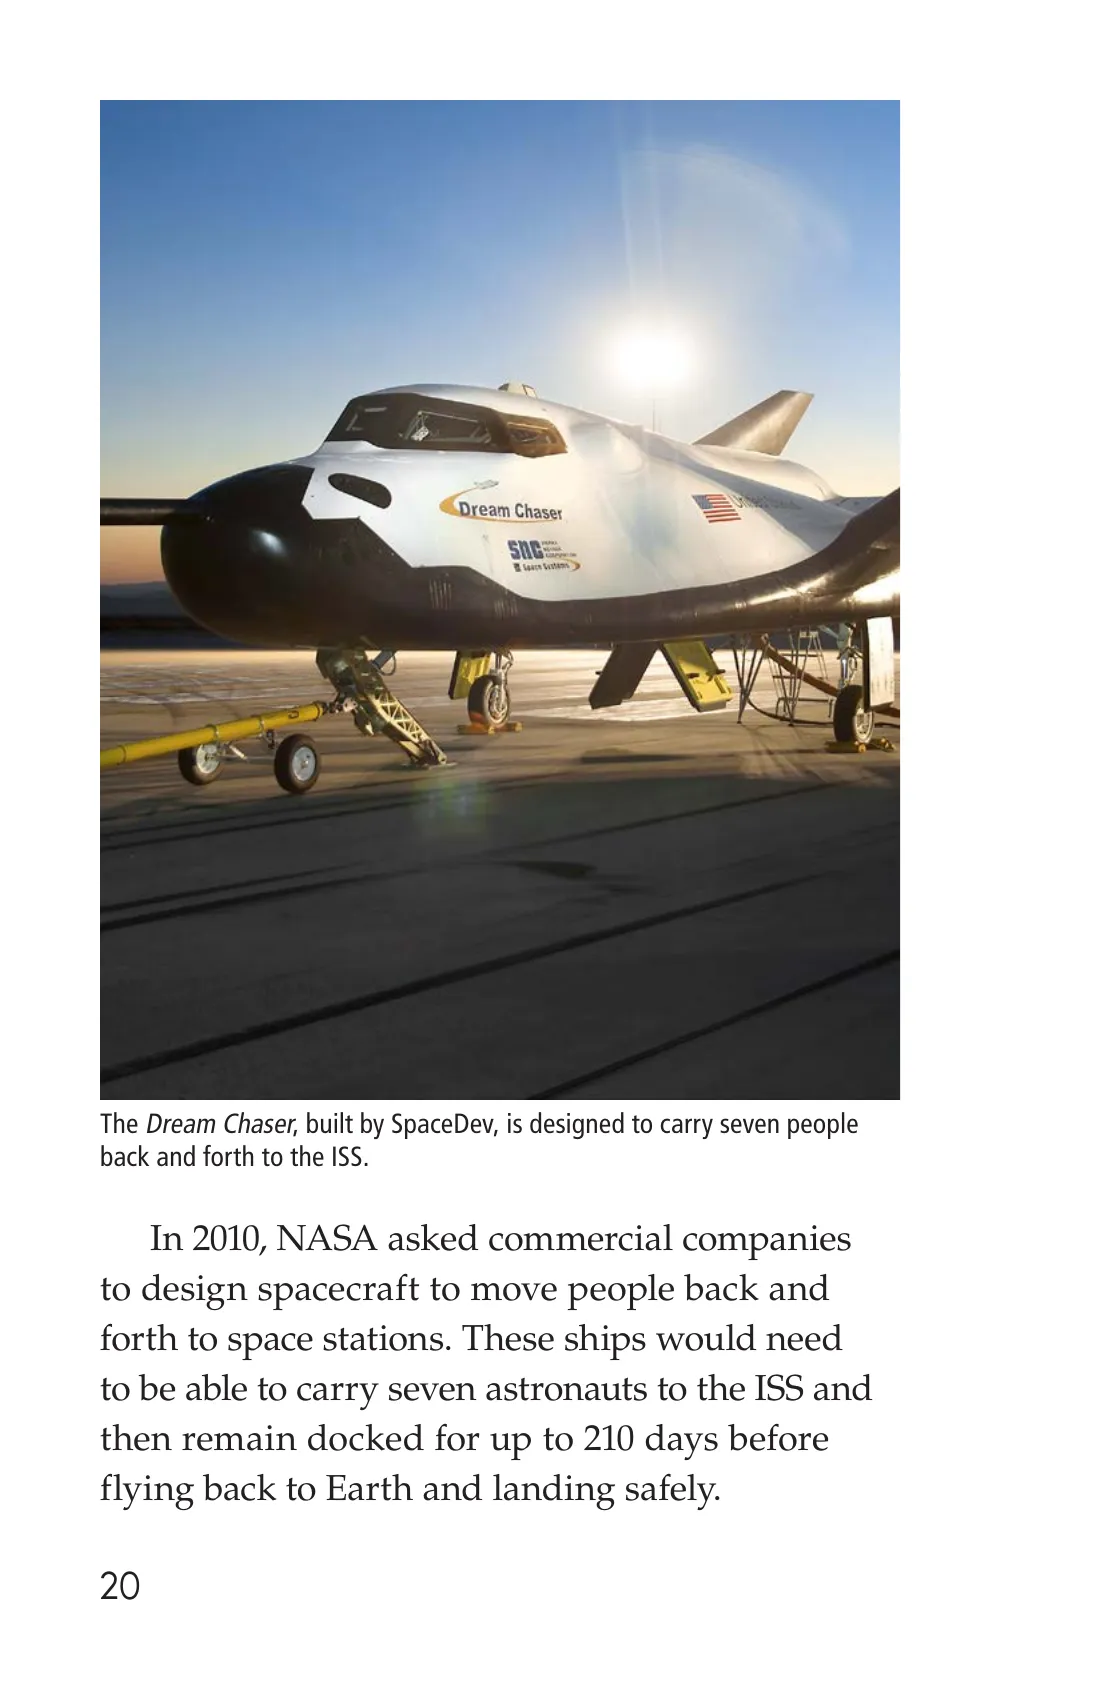 Dream Chaser
United States
SNC
Space Systems
The Dream Chaser, built by SpaceDev, is designed to carry seven people
back and forth to the ISS.
In 2010, NASA asked commercial companies
to design spacecraft to move people back and
forth to space stations. These ships would need
to be able to carry seven astronauts to the ISS and
then remain docked for up to 210 days before
flying back to Earth and landing safely.
20